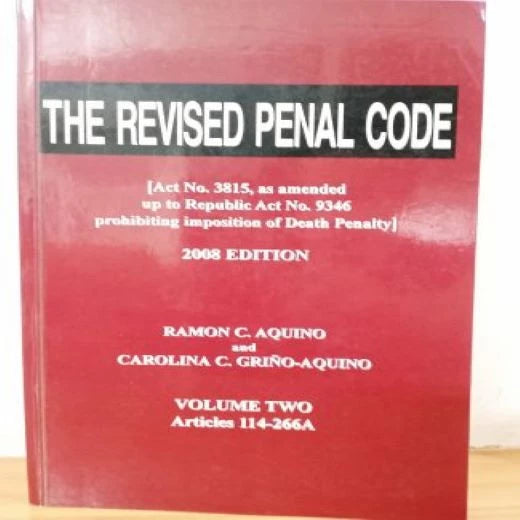 THE REVISED PENAL CODE
[Act No. 3815, as amended
up to Republic Act No. 9346
prohibiting imposition of Death Penalty]
2008 EDITION
RAMON C. AQUINO
and
CAROLINA C. GRIÑO-AQUINO
VOLUME TWO
Articles 114-266A